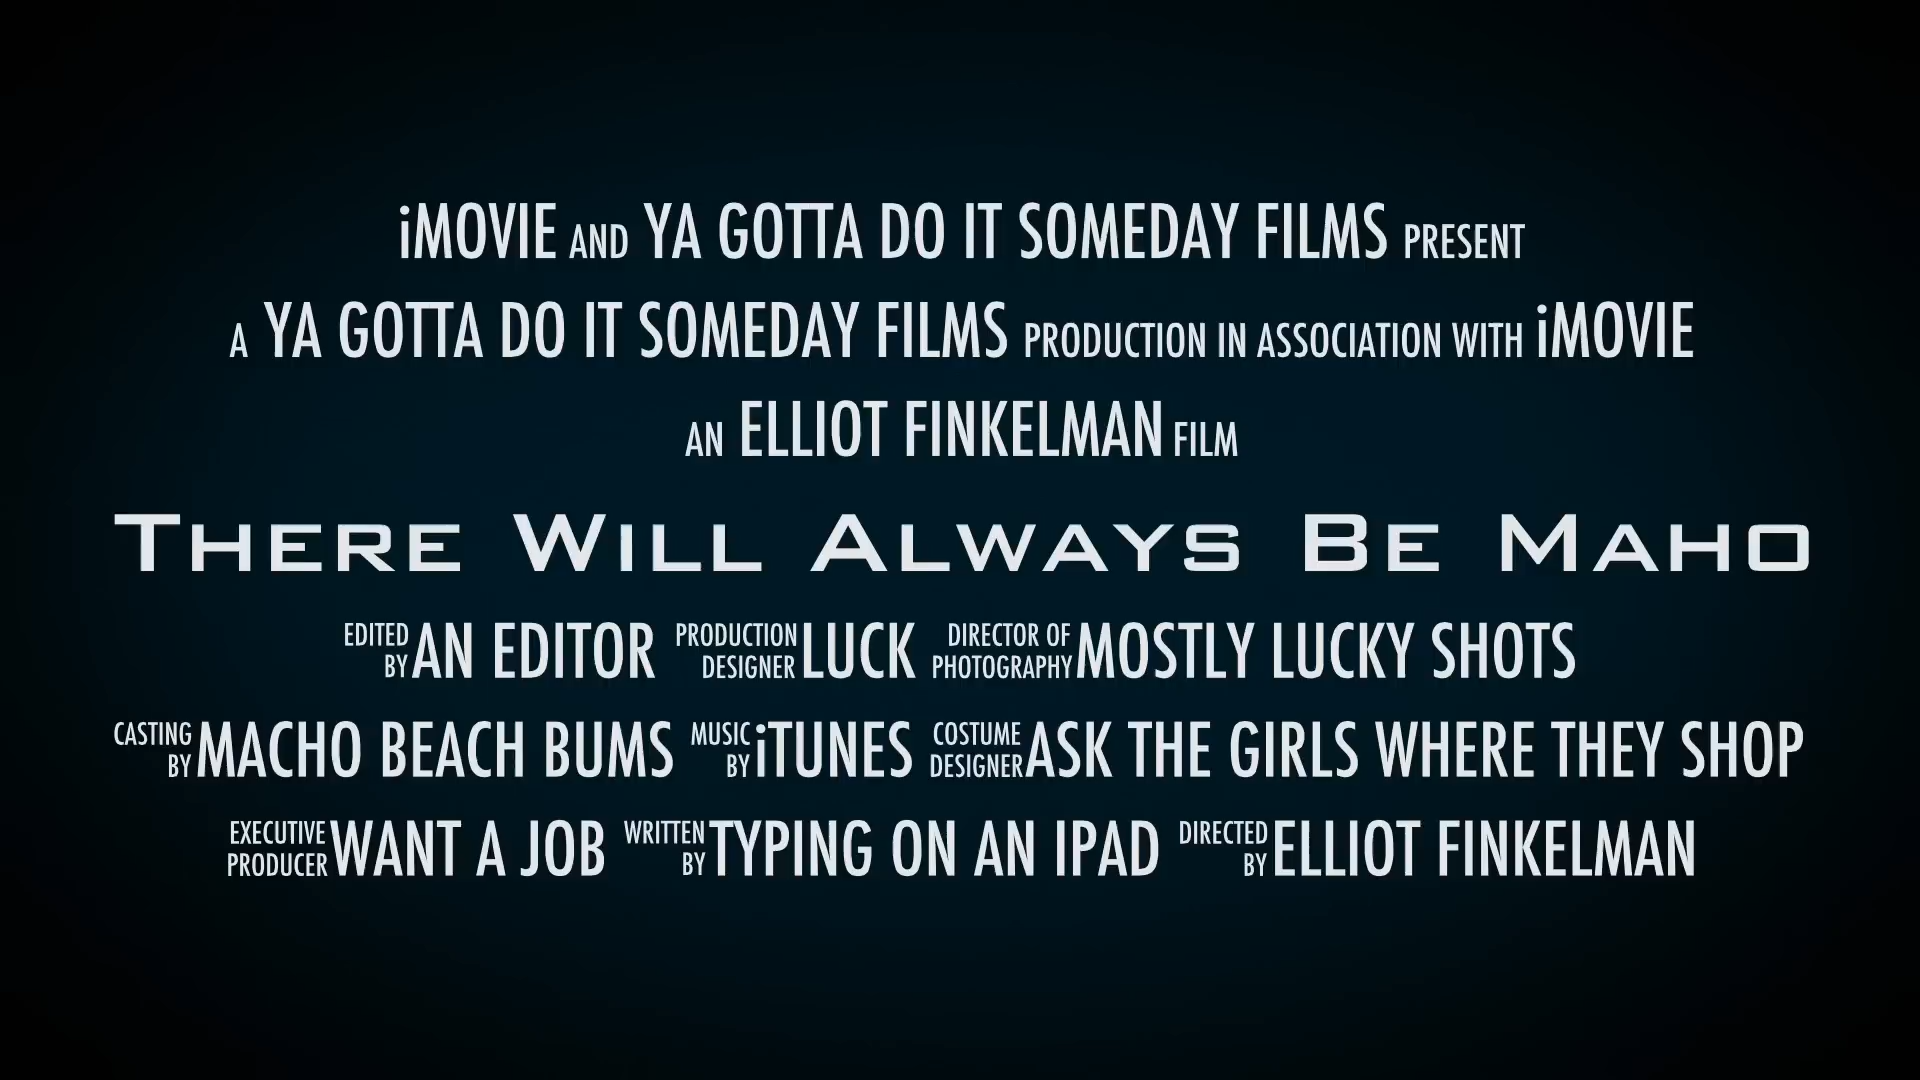 iMOVIE AND YA GOTTA DO IT SOMEDAY FILMS PRESENT
A YA GOTTA DO IT SOMEDAY FILMS PRODUCTION IN ASSOCIATION WITH iMOVIE
AN ELLIOT FINKELMAN FILM
THERE WILL ALWAYS BE MAHO
EDITED BY AN EDITOR PRODUCTION DESIGNER LUCK DIRECTOR OF PHOTOGRAPHY MOSTLY LUCKY SHOTS
CASTING BY MACHO BEACH BUMS MUSIC BY iTUNES COSTUME DESIGNER ASK THE GIRLS WHERE THEY SHOP
EXECUTIVE PRODUCER WANT A JOB WRITTEN BY TYPING ON AN IPAD DIRECTED BY ELLIOT FINKELMAN